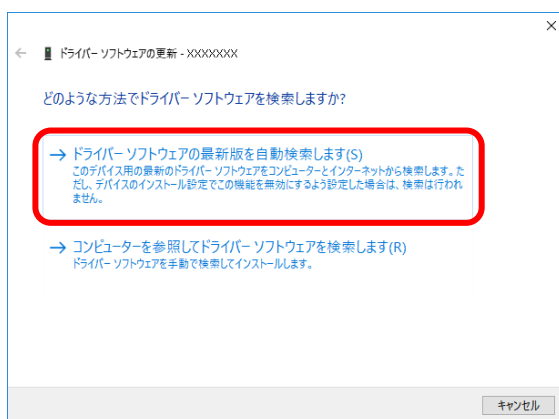 ドライバー ソフトウェアの更新 - XXXXXXX
どのような方法でドライバー ソフトウェアを検索しますか?
→ ドライバー ソフトウェアの最新版を自動検索します(S)
このデバイス用の最新のドライバー ソフトウェアをコンピューターとインターネットから検索します。た
だし、デバイスのインストール設定でこの機能を無効にするよう設定した場合は、検索は行われ
ません。
→ コンピューターを参照してドライバー ソフトウェアを検索します(R)
ドライバー ソフトウェアを手動で検索してインストールします。
キャンセル